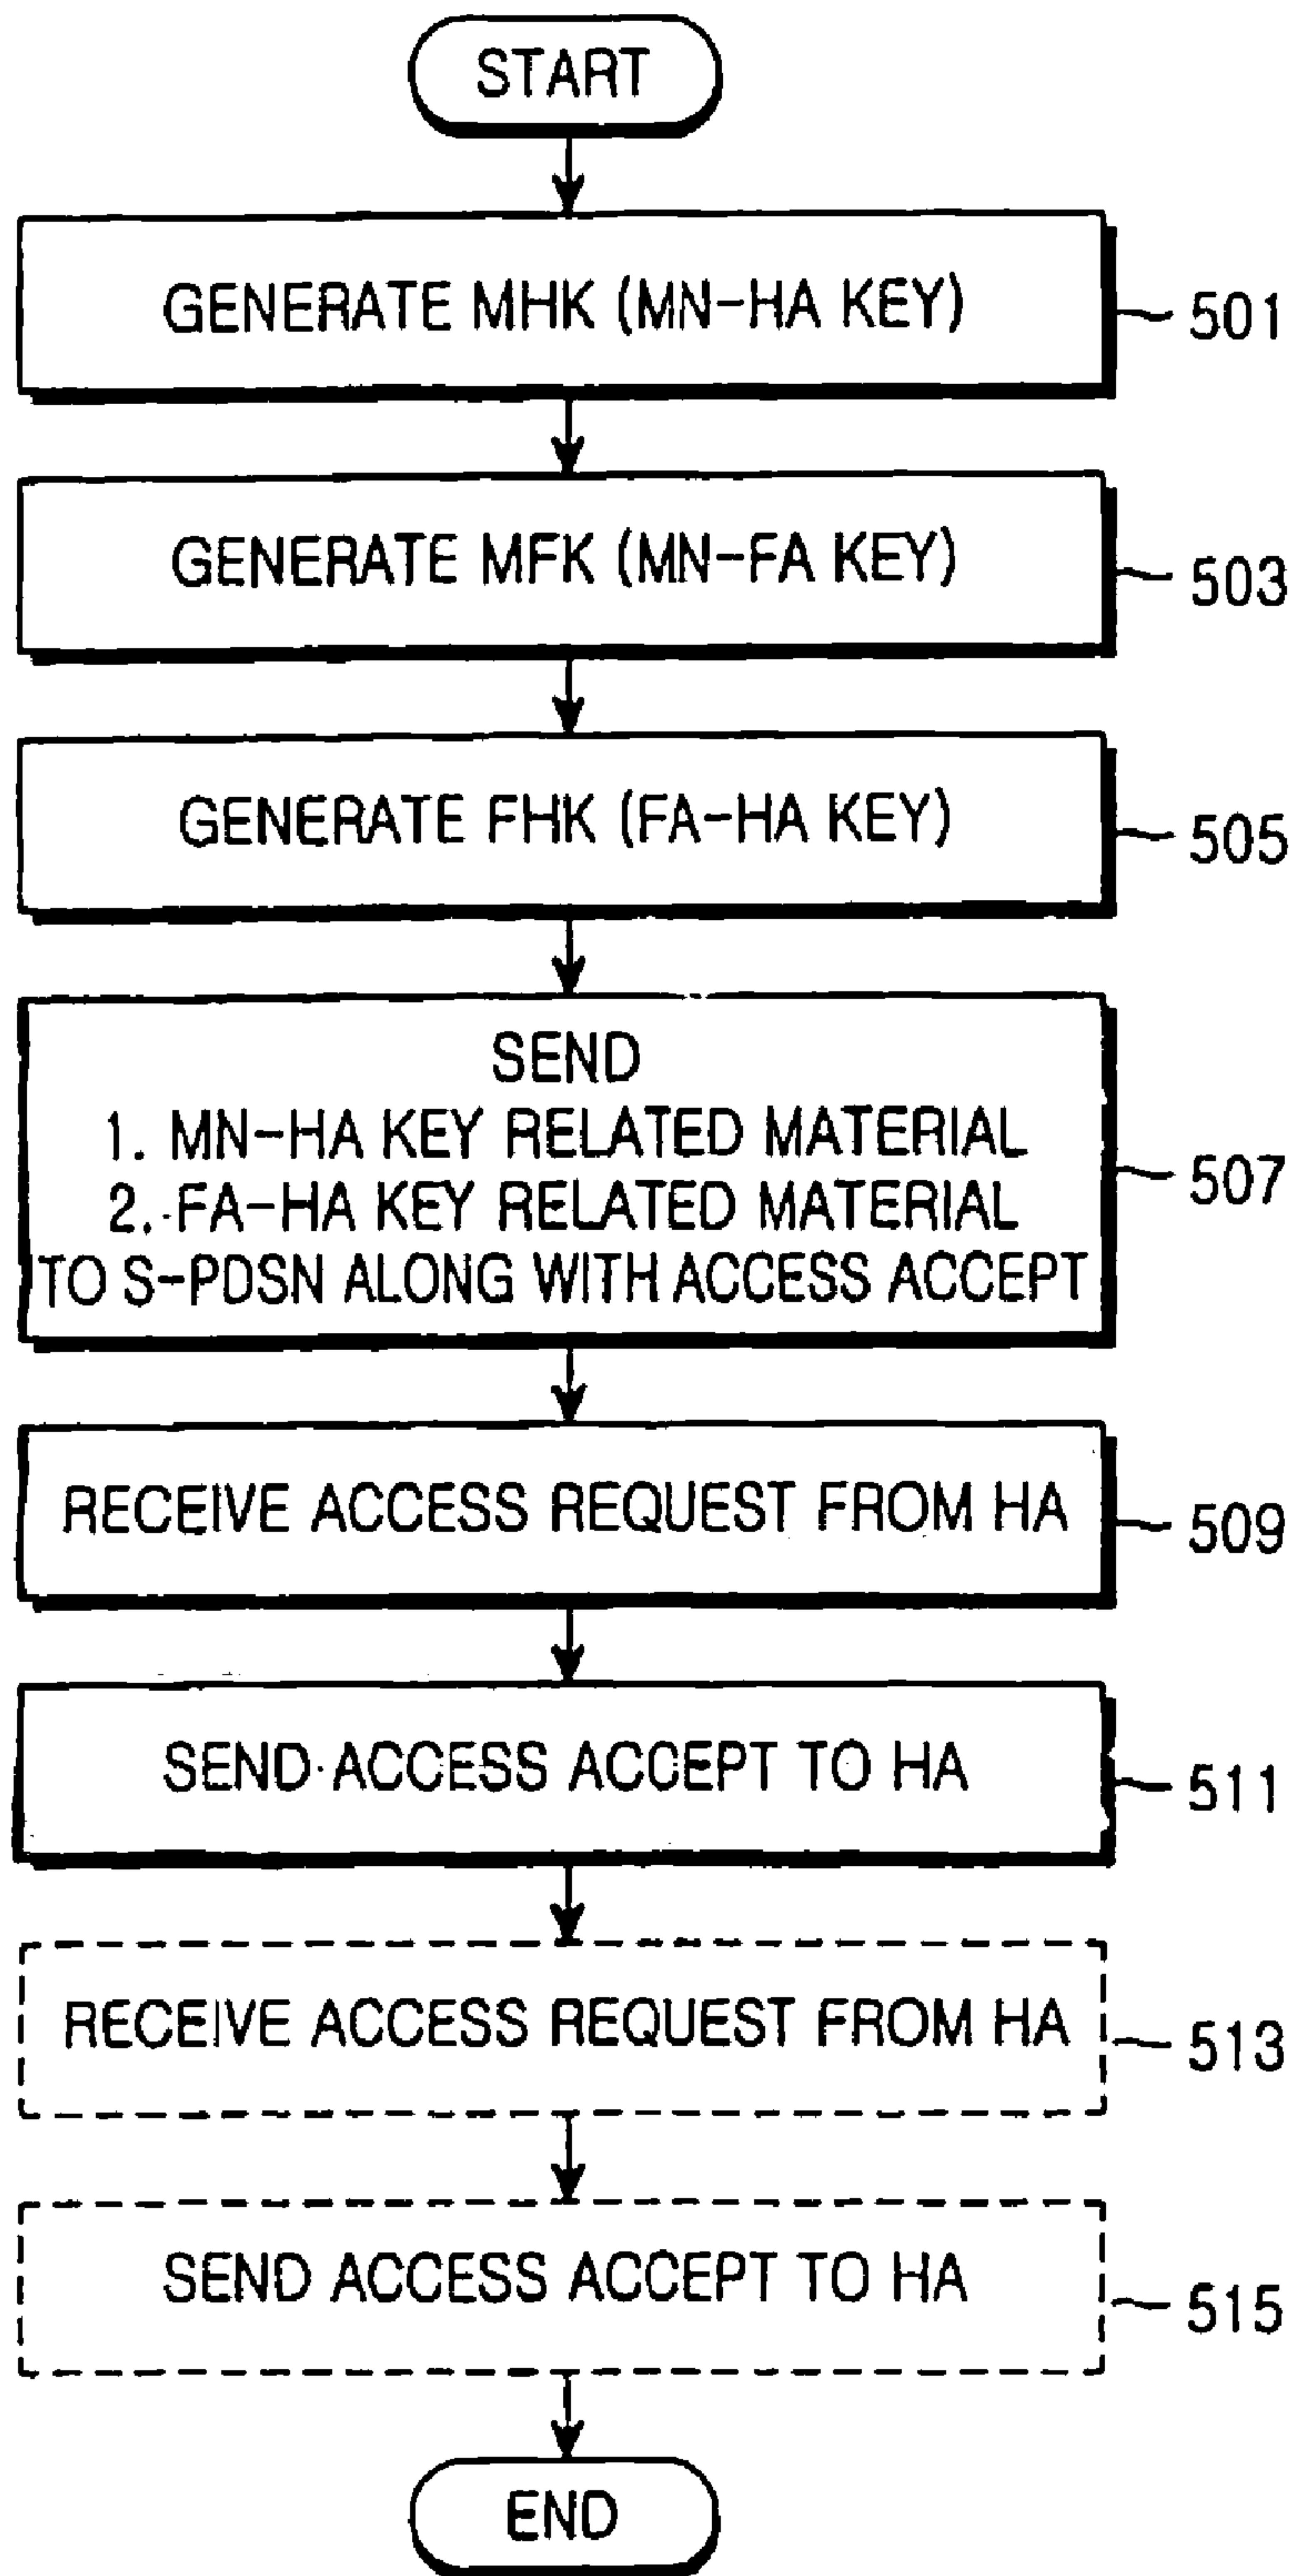 START
GENERATE MHK (MN-HA KEY)
501
GENERATE MFK (MN-FA KEY)
503
GENERATE FHK (FA-HA KEY)
505
SEND
1. MN-HA KEY RELATED MATERIAL
2. FA-HA KEY RELATED MATERIAL
TO S-PDSN ALONG WITH ACCESS ACCEPT
507
RECEIVE ACCESS REQUEST FROM HA
509
SEND ACCESS ACCEPT TO HA
511
RECEIVE ACCESS REQUEST FROM HA
513
SEND ACCESS ACCEPT TO HA
515
END